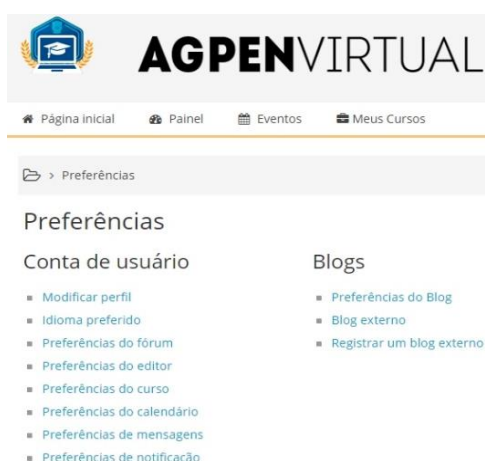 AGPENVIRTUAL
Página inicial Painel Eventos Meus Cursos
> Preferências
Preferências
Conta de usuário
Modificar perfil
Idioma preferido
Preferências do fórum
Preferências do editor
Preferências do curso
Preferências do calendário
Preferências de mensagens
Preferências de notificação
Blogs
Preferências do Blog
Blog externo
Registrar um blog externo